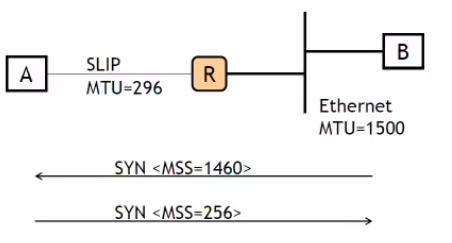 A
SLIP
MTU=296
R
B
Ethernet
MTU=1500
SYN <MSS=1460>
SYN <MSS=256>